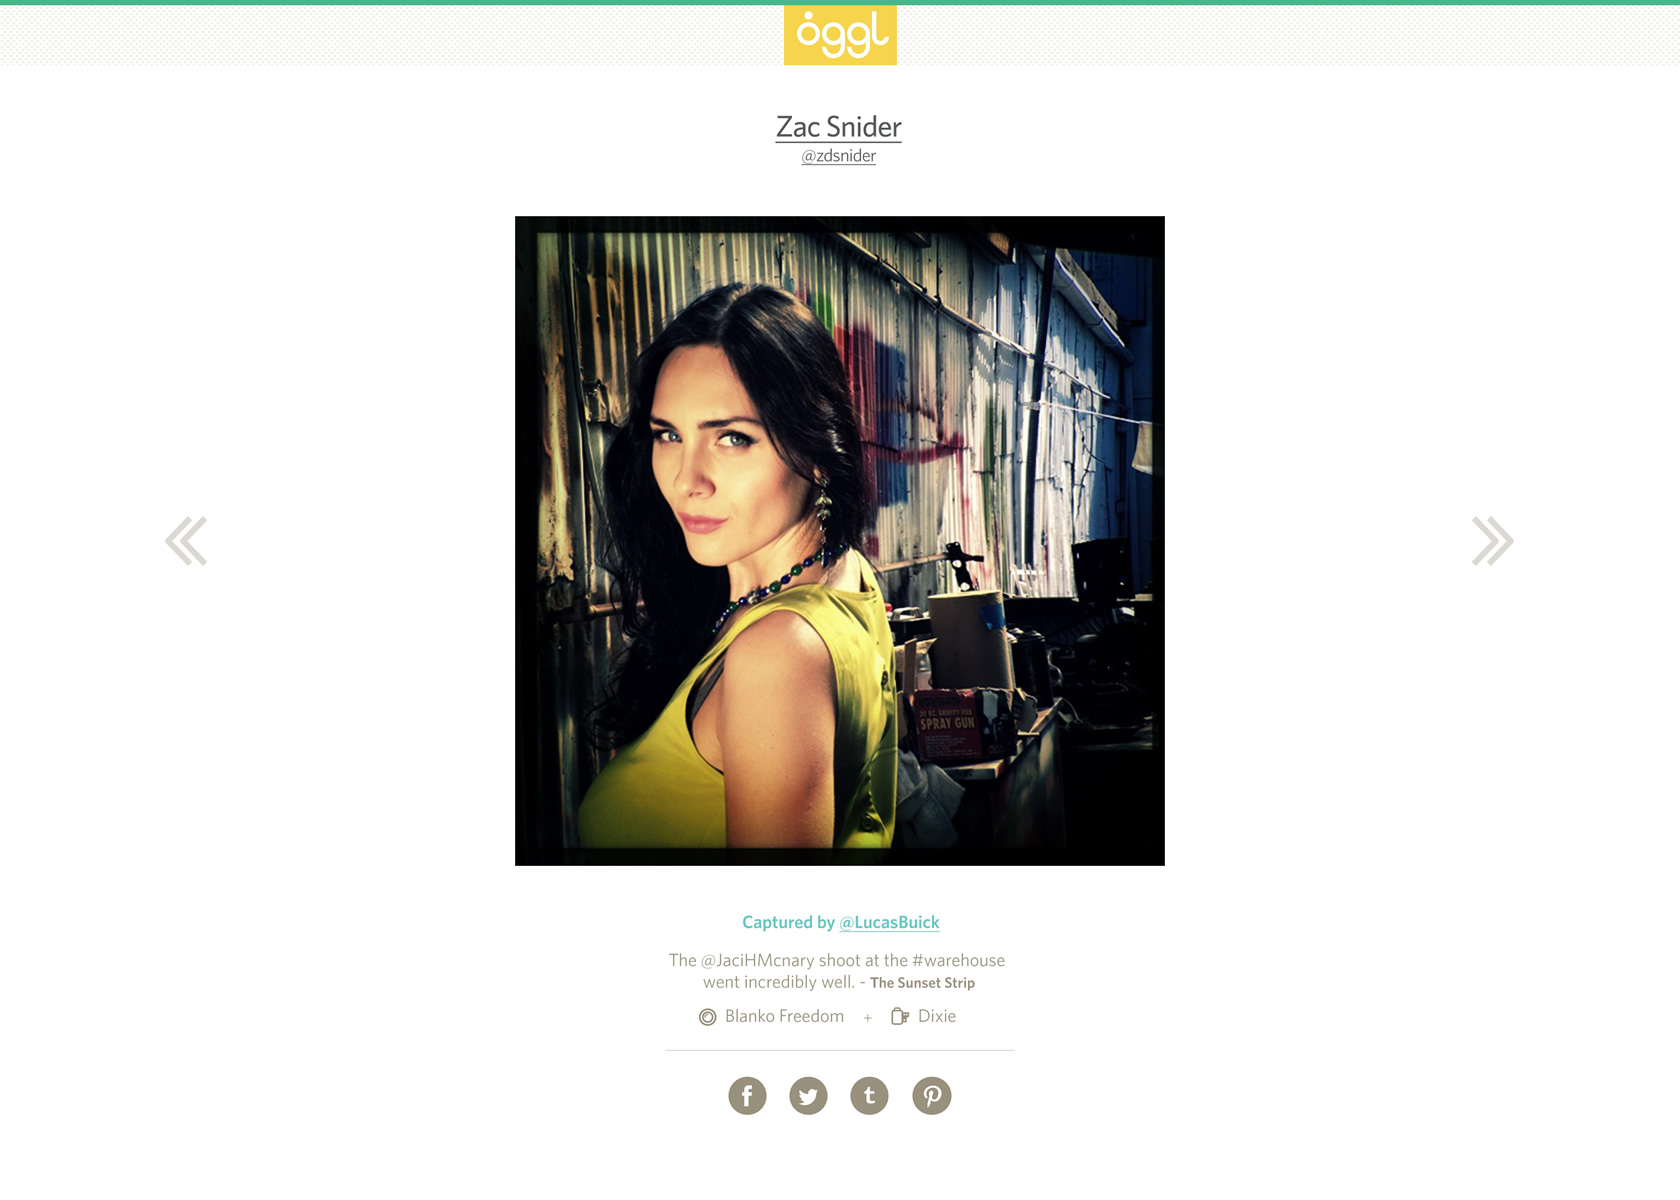 öggl
Zac Snider
@zdsnider
SPRAY GUN
Captured by @LucasBuick
The @JaciHMcnary shoot at the #warehouse
went incredibly well. - The Sunset Strip
Blanko Freedom + Dixie